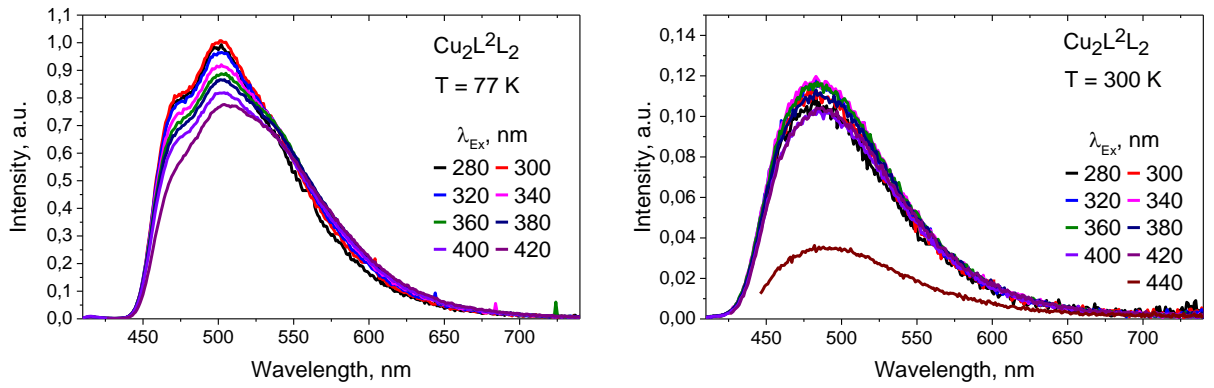 Cu₂L²L₂
T = 77 K
λEx, nm
280 300
320 340
360 380
400 420
Intensity, a.u.
1,1
1,0
0,9
0,8
0,7
0,6
0,5
0,4
0,3
0,2
0,1
0,0
450 500 550 600 650 700
Wavelength, nm
Cu₂L²L₂
T = 300 K
λEx, nm
280 300
320 340
360 380
400 420
440
Intensity, a.u.
0,14
0,12
0,10
0,08
0,06
0,04
0,02
0,00
450 500 550 600 650 700
Wavelength, nm